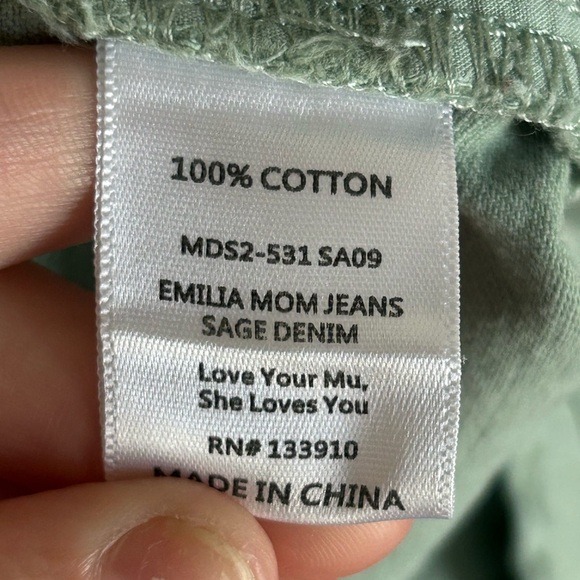 100% COTTON
MDS2-531 SA09
EMILIA MOM JEANS
SAGE DENIM
Love Your Mu,
She Loves You
RN# 133910
MADE IN CHINA